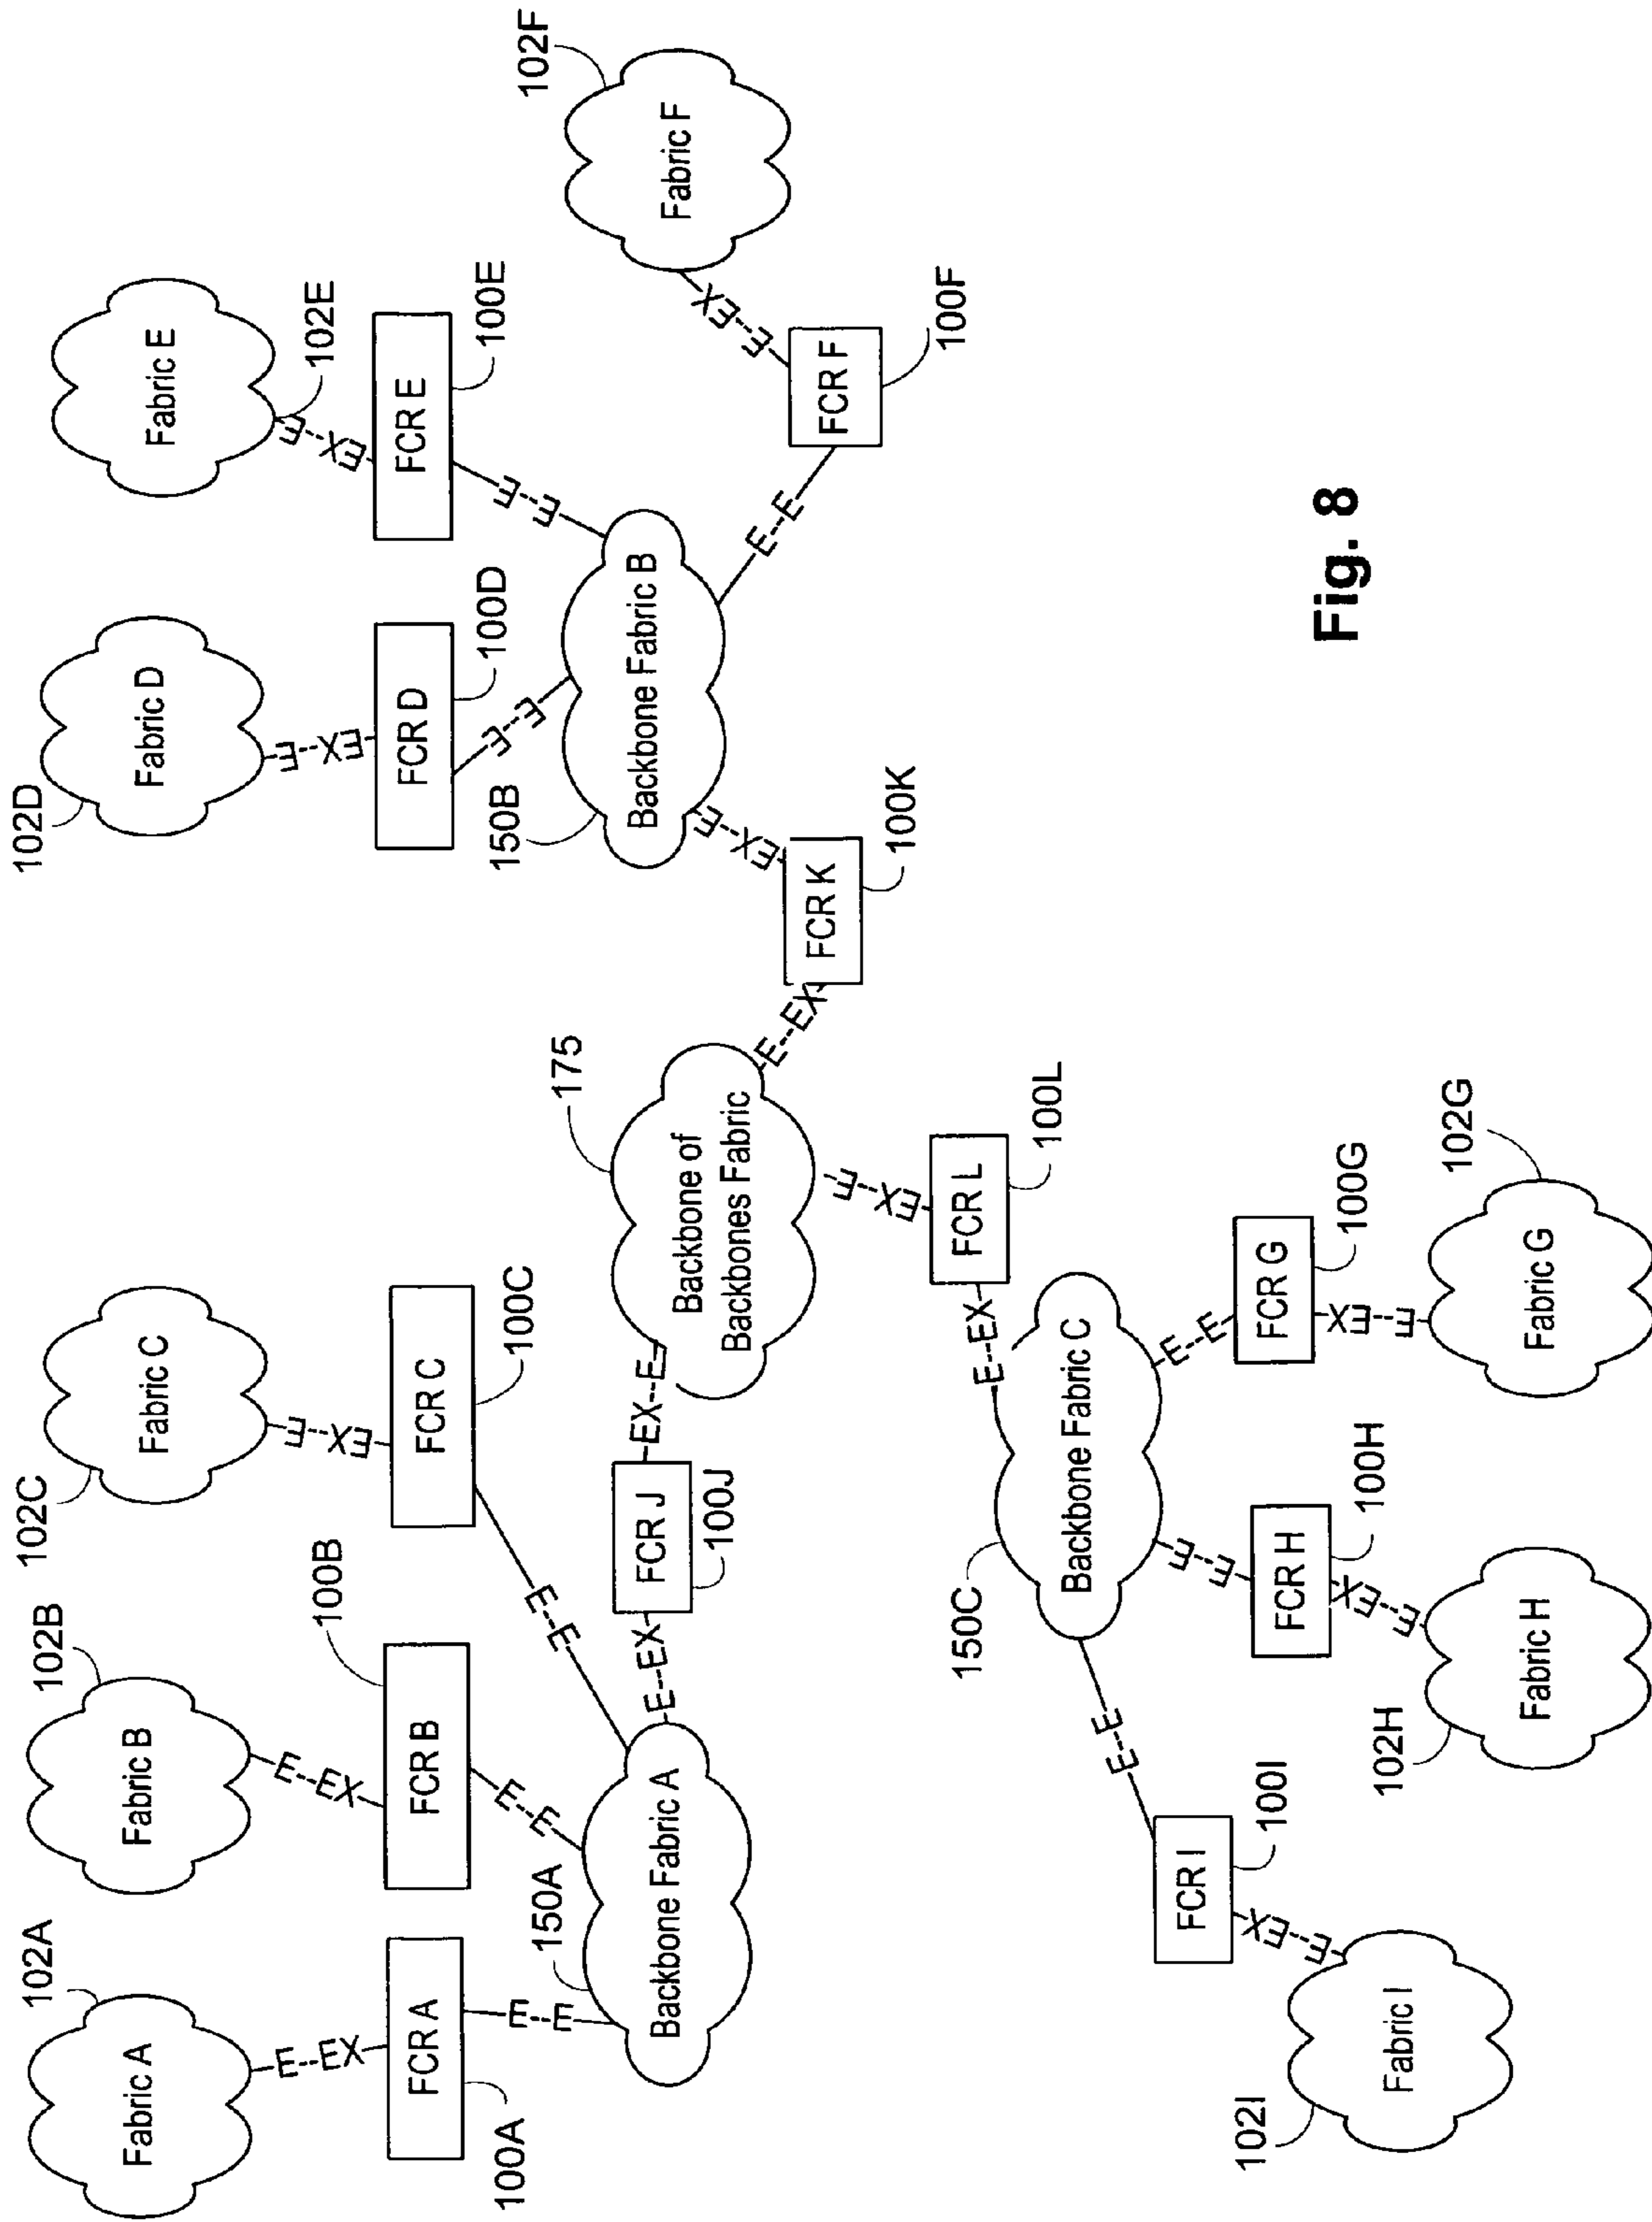 102A
Fabric A
E--EX
FCR A
100A
E--E
102B
Fabric B
E--EX
FCR B
100B
E--E
102C
Fabric C
E--EX
FCR C
100C
E--E
150A
Backbone Fabric A
E--EX
FCR J
100J
EX--E
175
Backbone of
Backbones Fabric
102D
Fabric D
E--EX
FCR D
100D
E--E
Fabric E
102E
E--EX
FCR E
100E
E--E
150B
Backbone Fabric B
E--EX
FCR K
100K
E--EX
E--E
FCR F
100F
E--EX
102F
Fabric F
E--EX
FCR L
100L
E--EX
150C
Backbone Fabric C
E--E
FCR I
100I
E--EX
102I
Fabric I
E--E
FCR H
100H
E--EX
102H
Fabric H
E--E
FCR G
100G
E--EX
102G
Fabric G
Fig. 8